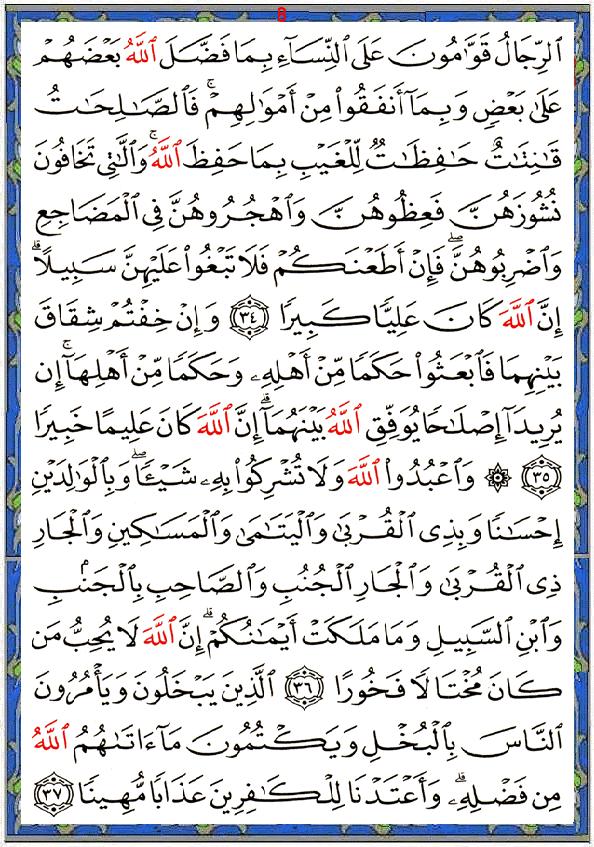 8
ٱلرِّجَالُ قَوَّٰمُونَ عَلَى ٱلنِّسَآءِ بِمَا فَضَّلَ ٱللَّهُ بَعْضَهُمْ
عَلَىٰ بَعْضٍ وَبِمَآ أَنفَقُوا۟ مِنْ أَمْوَٰلِهِمْ ۚ فَٱلصَّٰلِحَٰتُ
قَٰنِتَٰتٌ حَٰفِظَٰتٌ لِّلْغَيْبِ بِمَا حَفِظَ ٱللَّهُ ۚ وَٱلَّٰتِى تَخَافُونَ
نُشُوزَهُنَّ فَعِظُوهُنَّ وَٱهْجُرُوهُنَّ فِى ٱلْمَضَاجِعِ
وَٱضْرِبُوهُنَّ ۖ فَإِنْ أَطَعْنَكُمْ فَلَا تَبْغُوا۟ عَلَيْهِنَّ سَبِيلًا ۗ
إِنَّ ٱللَّهَ كَانَ عَلِيًّا كَبِيرًا ٣٤ وَإِنْ خِفْتُمْ شِقَاقَ
بَيْنِهِمَا فَٱبْعَثُوا۟ حَكَمًا مِّنْ أَهْلِهِۦ وَحَكَمًا مِّنْ أَهْلِهَآ ۚ إِن
يُرِيدَآ إِصْلَٰحًا يُوَفِّقِ ٱللَّهُ بَيْنَهُمَآ ۗ إِنَّ ٱللَّهَ كَانَ عَلِيمًا خَبِيرًا
٣٥ ۞ وَٱعْبُدُوا۟ ٱللَّهَ وَلَا تُشْرِكُوا۟ بِهِۦ شَيْـًٔا ۖ وَبِٱلْوَٰلِدَيْنِ
إِحْسَٰنًا وَبِذِى ٱلْقُرْبَىٰ وَٱلْيَتَٰمَىٰ وَٱلْمَسَٰكِينِ وَٱلْجَارِ
ذِى ٱلْقُرْبَىٰ وَٱلْجَارِ ٱلْجُنُبِ وَٱلصَّاحِبِ بِٱلْجَنۢبِ
وَٱبْنِ ٱلسَّبِيلِ وَمَا مَلَكَتْ أَيْمَٰنُكُمْ ۗ إِنَّ ٱللَّهَ لَا يُحِبُّ مَن
كَانَ مُخْتَالًا فَخُورًا ٣٦ ٱلَّذِينَ يَبْخَلُونَ وَيَأْمُرُونَ
ٱلنَّاسَ بِٱلْبُخْلِ وَيَكْتُمُونَ مَآ ءَاتَىٰهُمُ ٱللَّهُ
مِن فَضْلِهِۦ ۗ وَأَعْتَدْنَا لِلْكَٰفِرِينَ عَذَابًا مُّهِينًا ٣٧